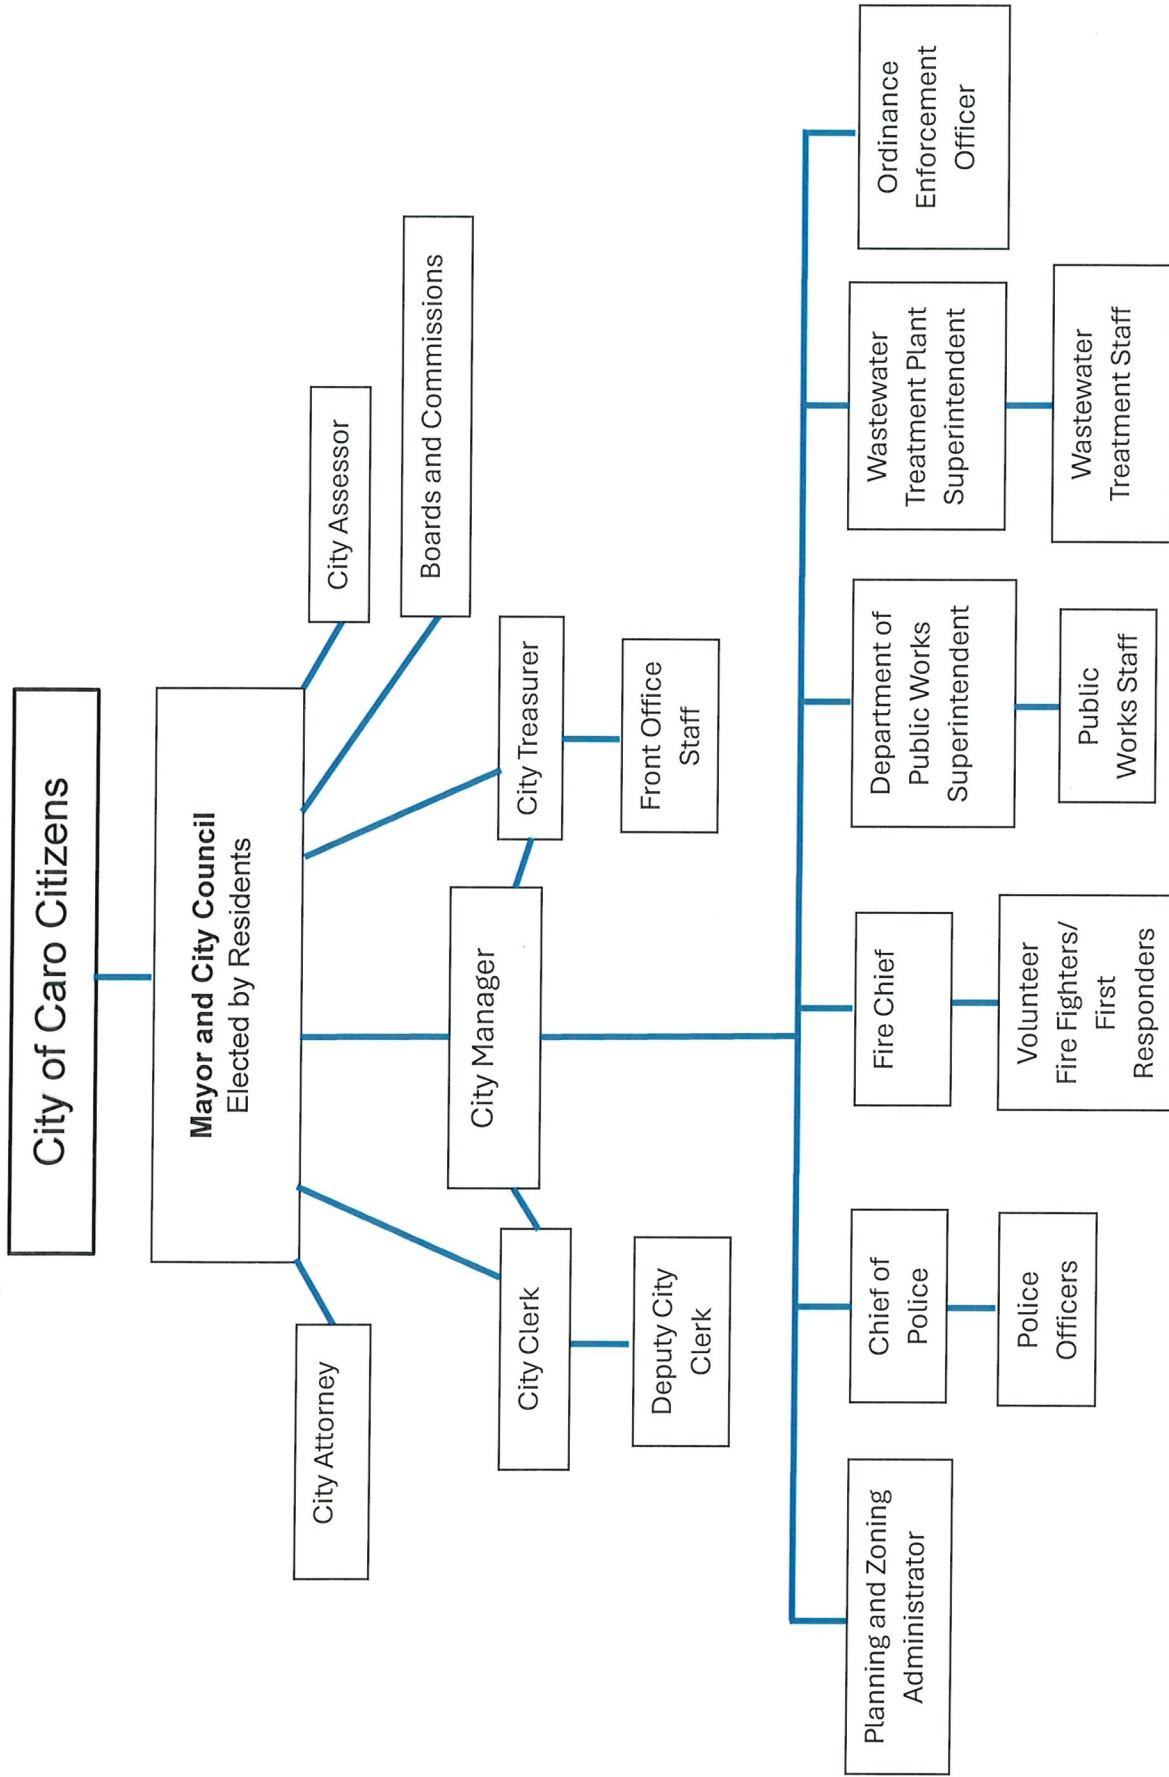 City of Caro Citizens
Mayor and City Council
Elected by Residents
City Attorney
City Assessor
Boards and Commissions
City Manager
City Clerk
City Treasurer
Deputy City
Clerk
Front Office
Staff
Planning and Zoning
Administrator
Chief of
Police
Fire Chief
Department of
Public Works
Superintendent
Wastewater
Treatment Plant
Superintendent
Ordinance
Enforcement
Officer
Police
Officers
Volunteer
Fire Fighters/
First
Responders
Public
Works Staff
Wastewater
Treatment Staff